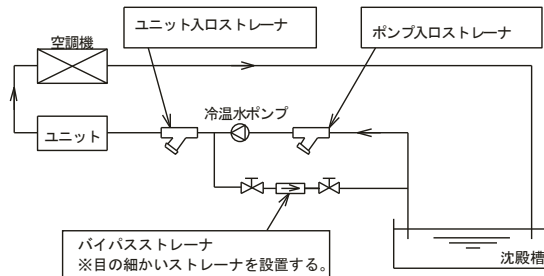 ユニット入口ストレーナ
ポンプ入口ストレーナ
空調機
冷温水ポンプ
ユニット
バイパスストレーナ
※目の細かいストレーナを設置する。
沈殿槽